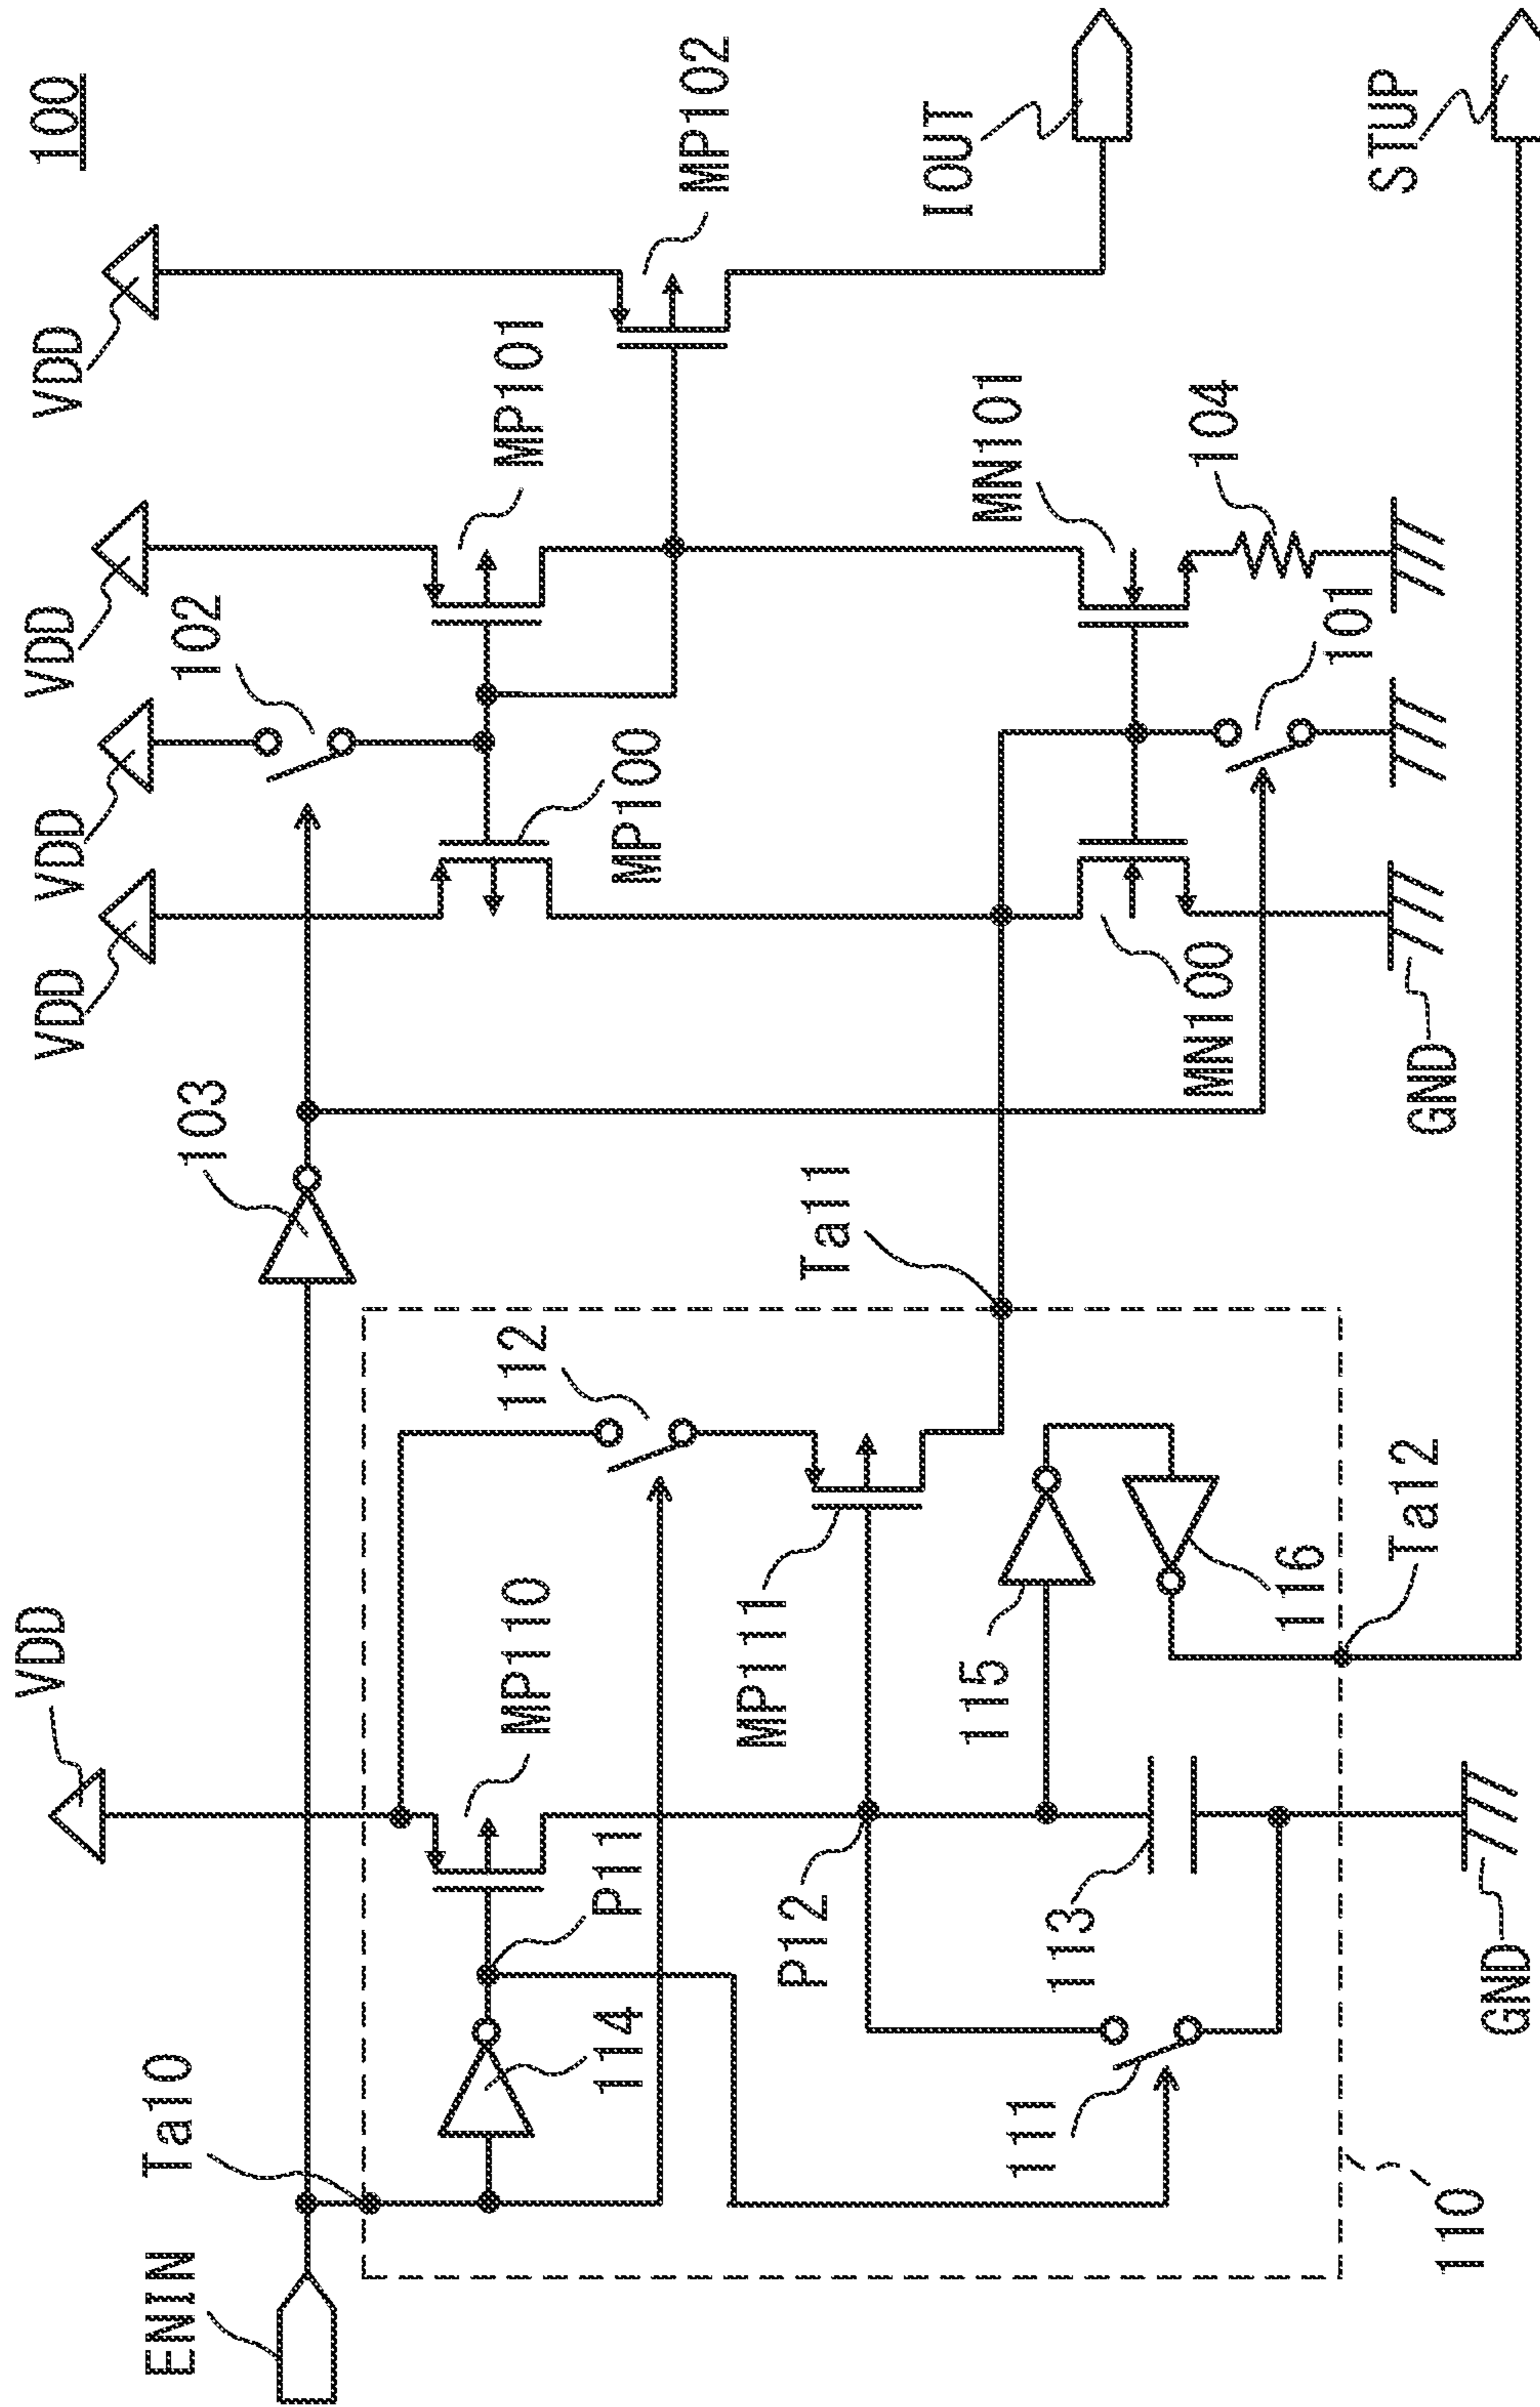 100
VDD
VDD
VDD
VDD
VDD
ENIN
Ta10
103
102
MP110
112
MP101
114
P11
MP100
MP102
P12
MP111
Ta11
111
113
115
MN101
IOUT
MN100
104
116
101
Ta12
STUP
110
GND
GND